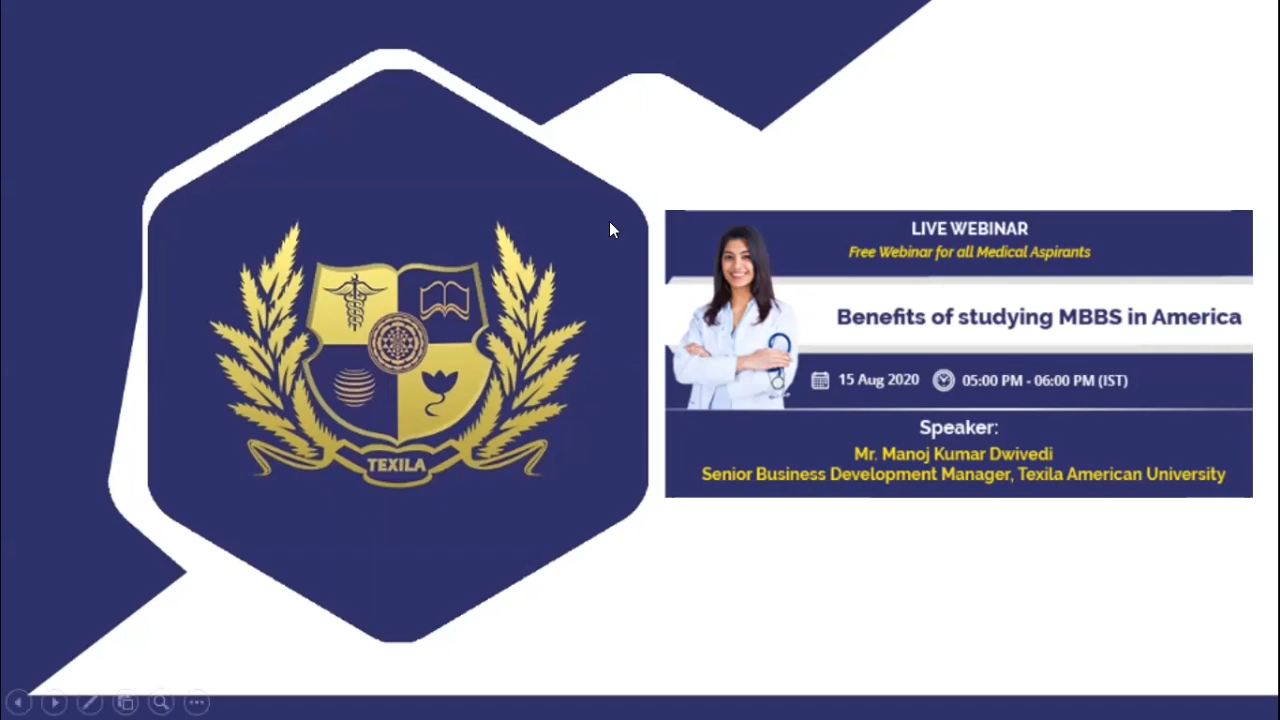 TEXILA
LIVE WEBINAR
Free Webinar for all Medical Aspirants
Benefits of studying MBBS in America
15 Aug 2020 05:00 PM - 06:00 PM (IST)
Speaker:
Mr. Manoj Kumar Dwivedi
Senior Business Development Manager, Texila American University